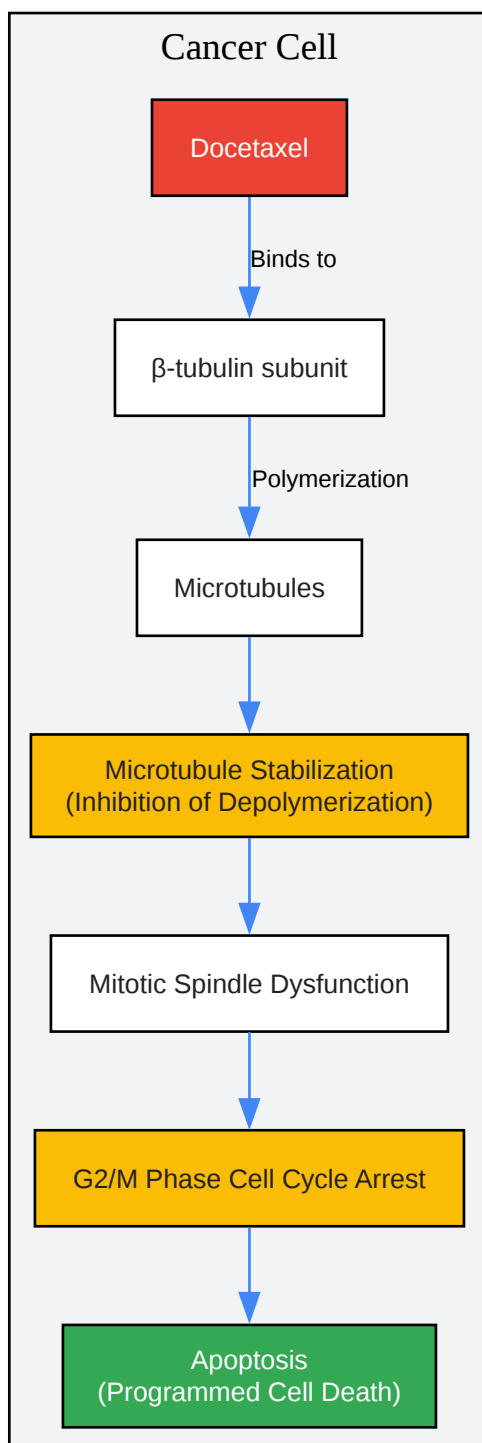 Cancer Cell
Docetaxel
Binds to
β-tubulin subunit
Polymerization
Microtubules
Microtubule Stabilization
(Inhibition of Depolymerization)
Mitotic Spindle Dysfunction
G2/M Phase Cell Cycle Arrest
Apoptosis
(Programmed Cell Death)